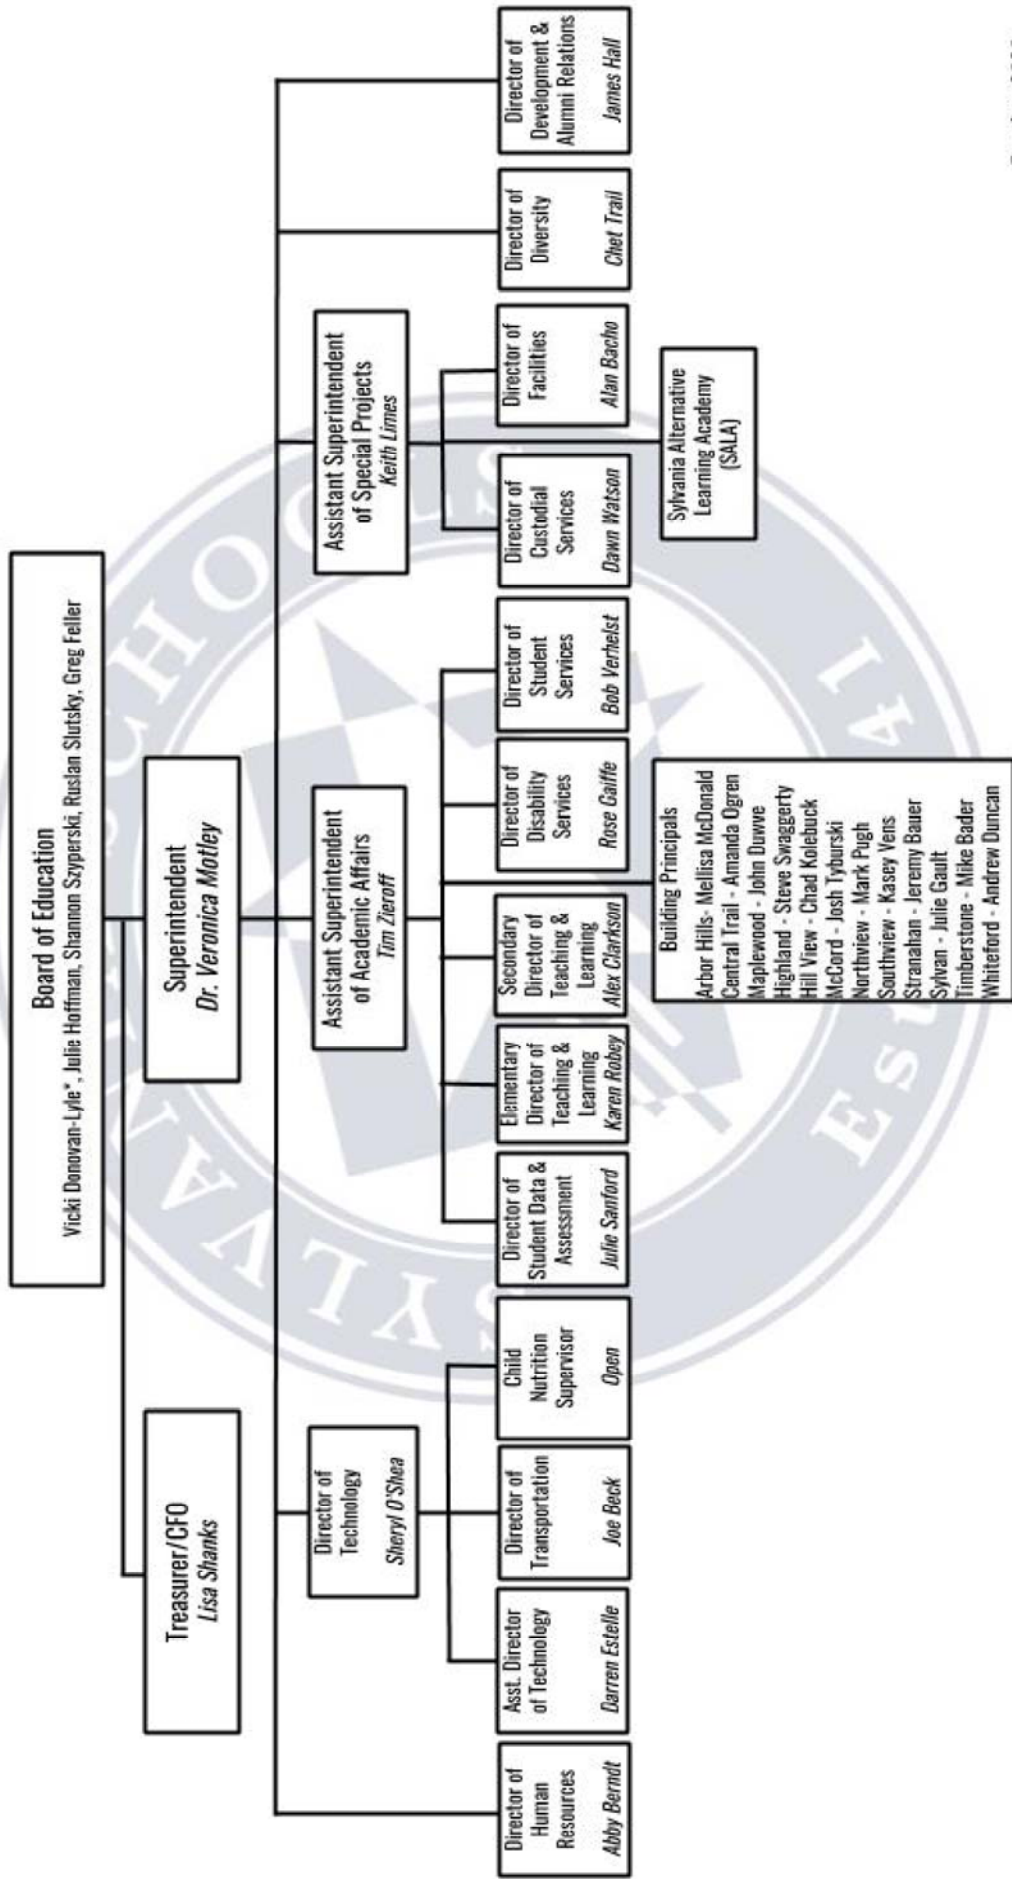 Board of Education
Vicki Donovan-Lyle*, Julie Hoffman, Shannon Szyperski, Ruslan Slutsky, Greg Feller
Treasurer/CFO
Lisa Shanks
Superintendent
Dr. Veronica Motley
Director of
Technology
Sheryl O'Shea
Assistant Superintendent
of Academic Affairs
Tim Zieroff
Assistant Superintendent
of Special Projects
Keith Limes
Director of
Human
Resources
Abby Berndt
Asst. Director
of Technology
Darren Estelle
Director of
Transportation
Joe Beck
Child
Nutrition
Supervisor
Open
Director of
Student Data &
Assessment
Julie Sanford
Elementary
Director of
Teaching &
Learning
Karen Robey
Secondary
Director of
Teaching &
Learning
Alex Clarkson
Director of
Disability
Services
Rose Gaiffe
Director of
Student
Services
Bob Verhelst
Director of
Custodial
Services
Dawn Watson
Director of
Facilities
Alan Bacho
Director of
Diversity
Chet Trail
Director of
Development &
Alumni Relations
James Hall
Building Principals
Arbor Hills- Mellisa McDonald
Central Trail - Amanda Ogren
Maplewood - John Duwve
Highland - Steve Swaggerty
Hill View - Chad Kolebuck
McCord - Josh Tyburski
Northview - Mark Pugh
Southview - Kasey Vens
Stranahan - Jeremy Bauer
Sylvan - Julie Gault
Timberstone - Mike Bader
Whiteford - Andrew Duncan
Sylvania Alternative
Learning Academy
(SALA)
SYLVANIA SCHOOLS
Est
41